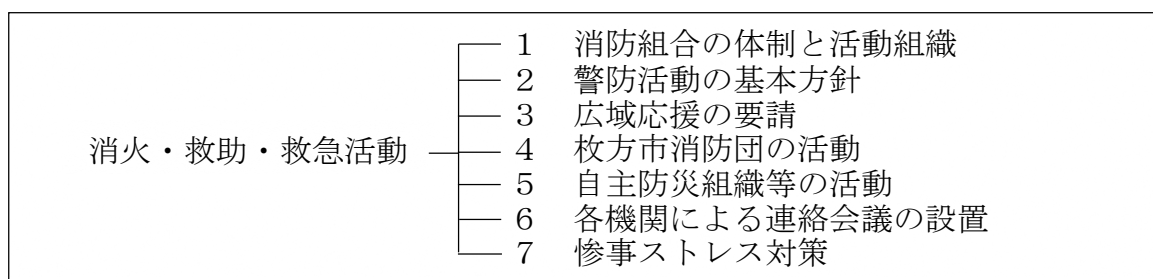 １　消防組合の体制と活動組織
２　警防活動の基本方針
３　広域応援の要請
消火・救助・救急活動　４　枚方市消防団の活動
５　自主防災組織等の活動
６　各機関による連絡会議の設置
７　惨事ストレス対策